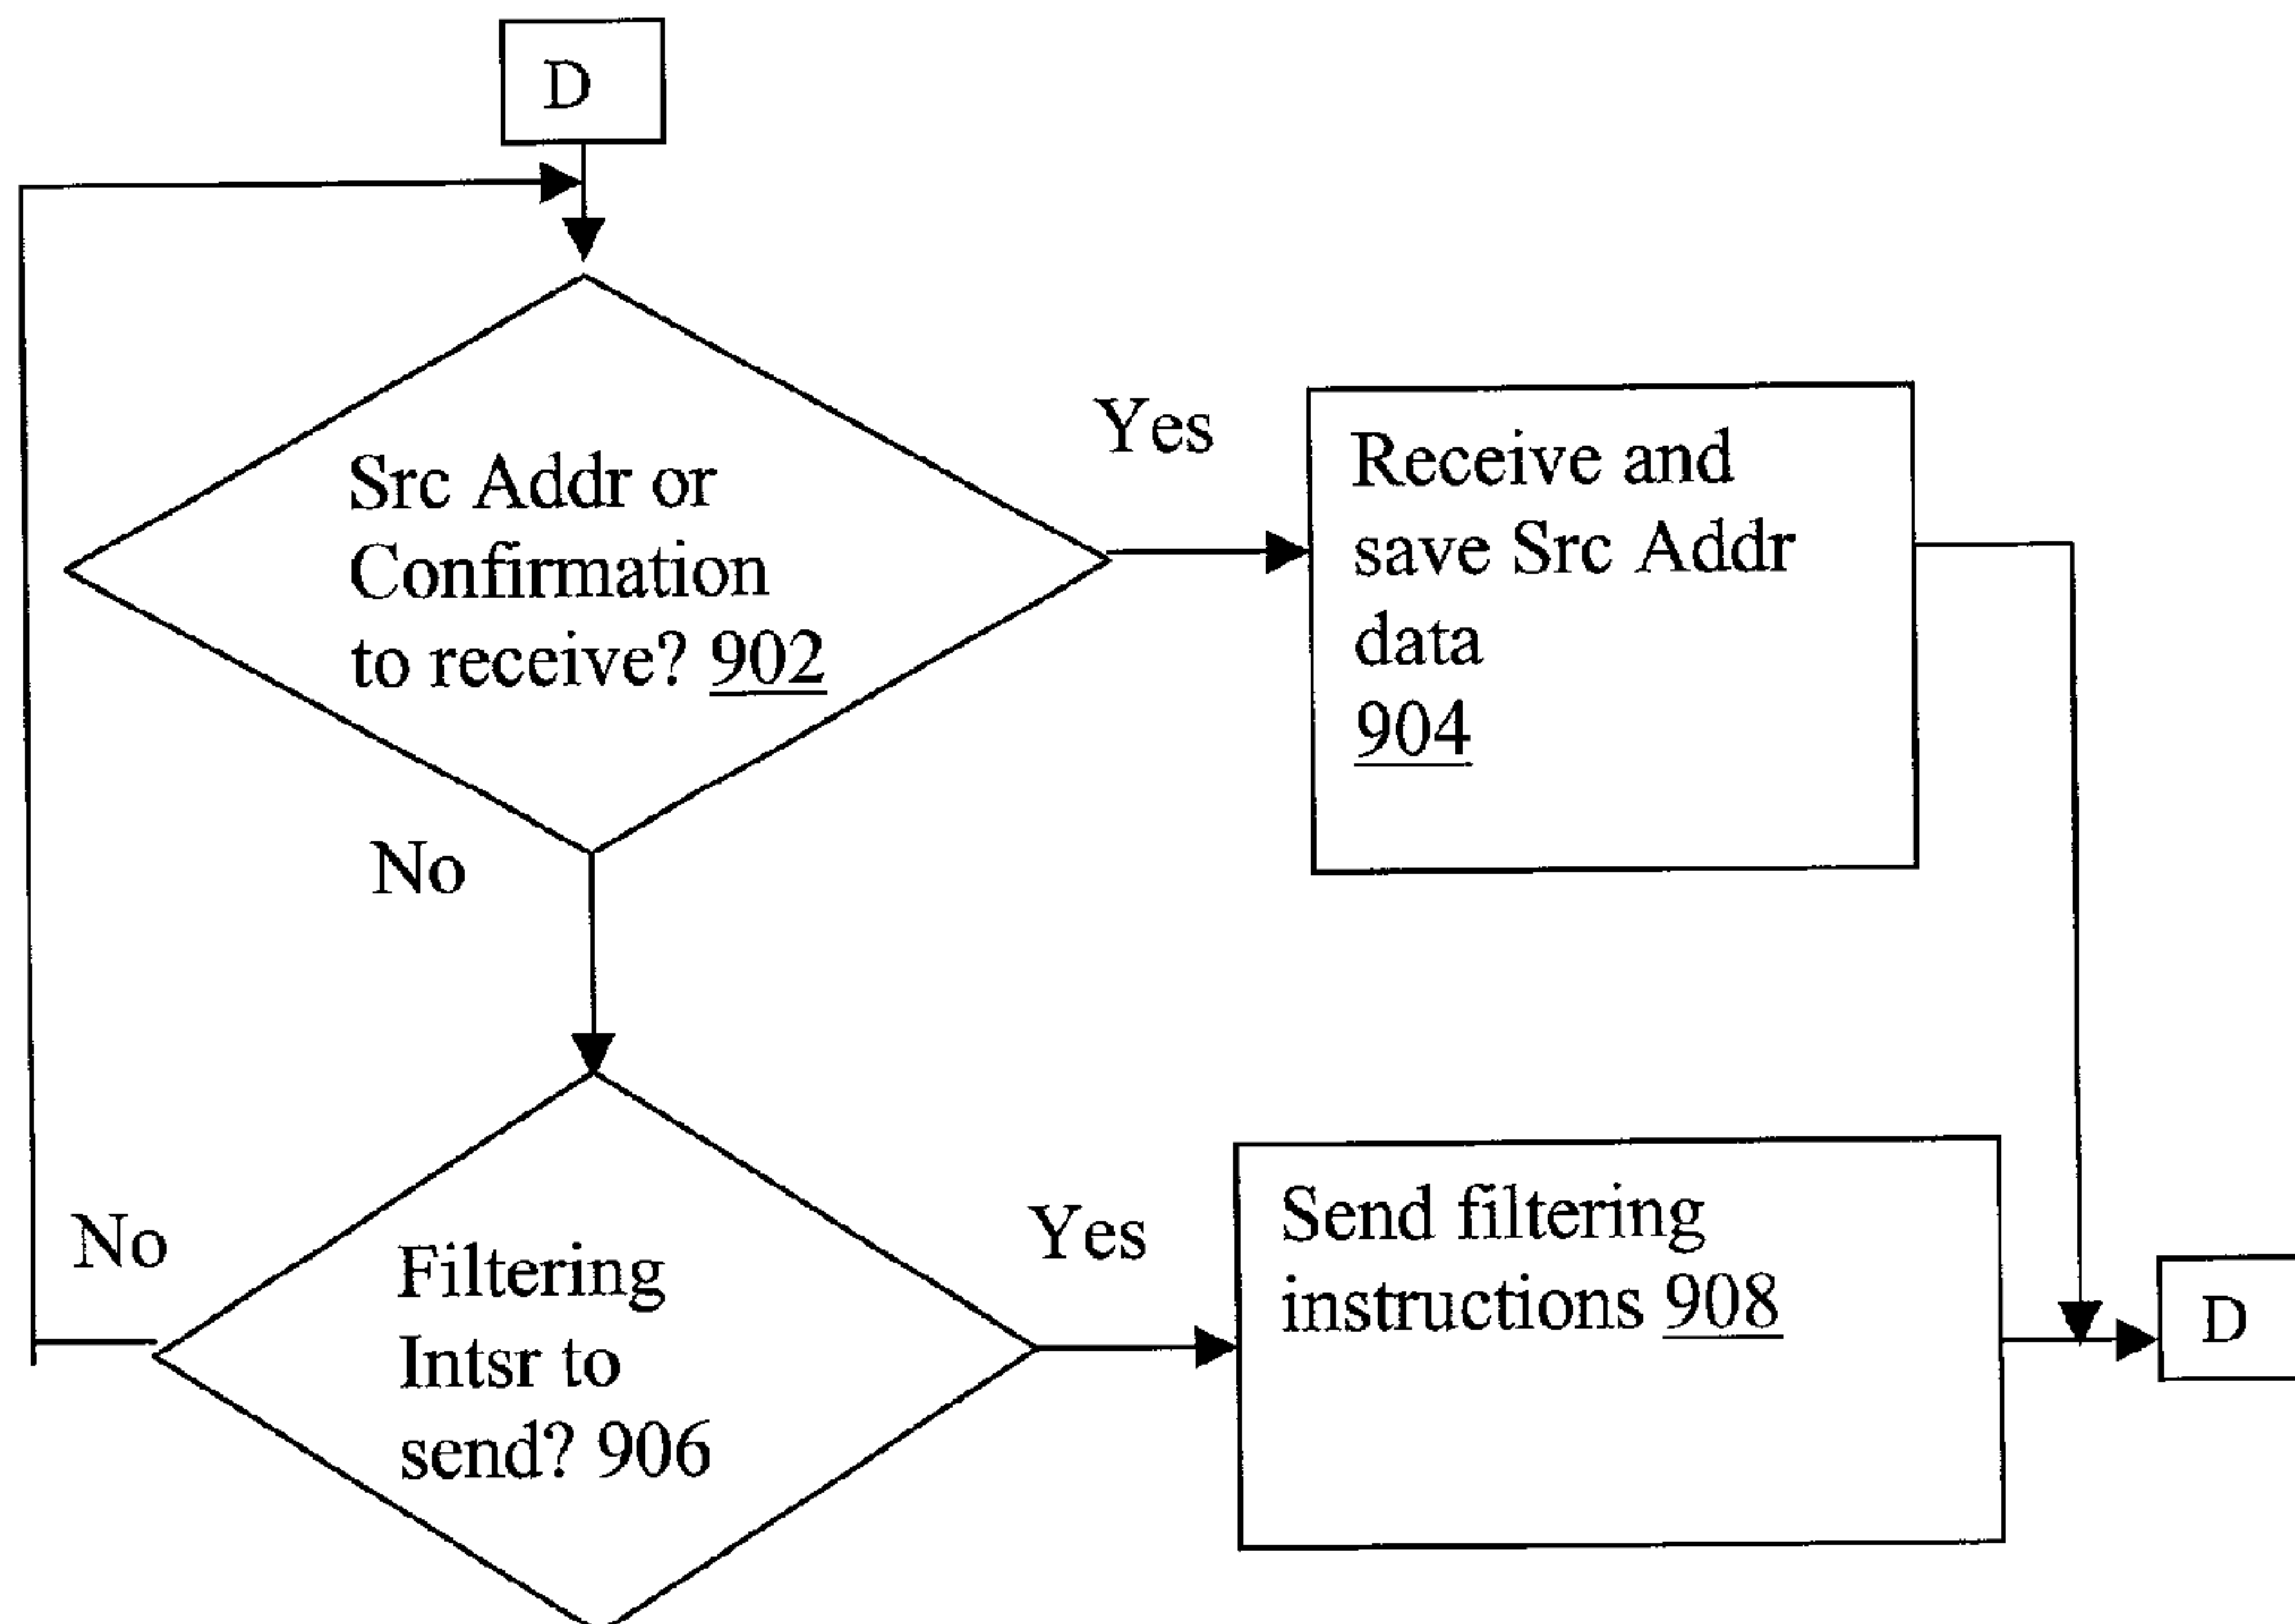 D
Src Addr or
Confirmation
to receive? 902
Yes
Receive and
save Src Addr
data
904
No
Filtering
Intsr to
send? 906
No
Yes
Send filtering
instructions 908
D